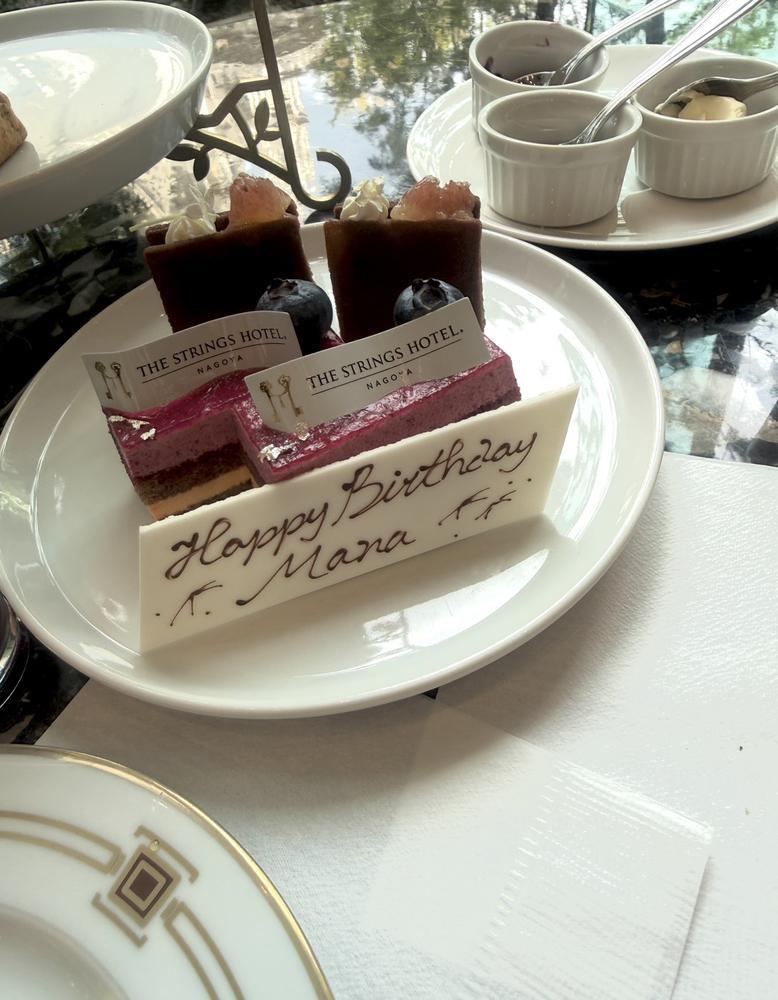 THE STRINGS HOTEL.
NAGOYA
THE STRINGS HOTEL.
NAGOYA
Happy Birthday
Mana